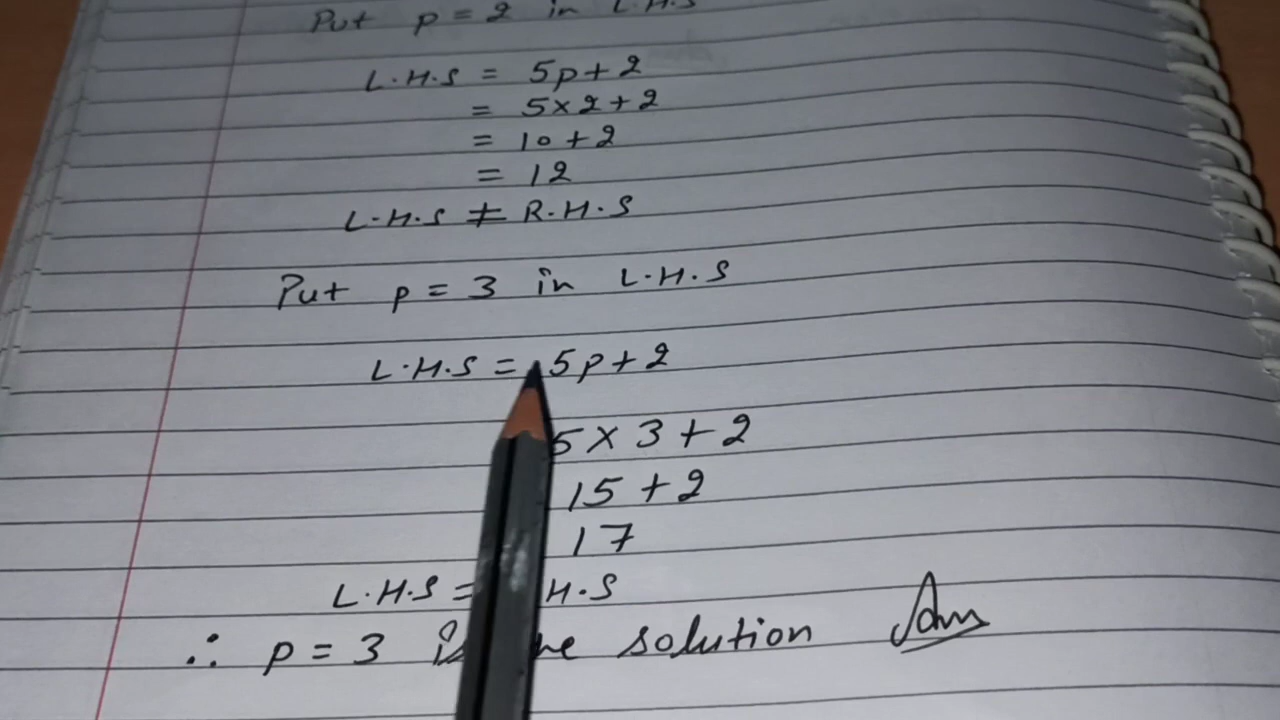 Put p = 2 in L.H.S
L.H.S = 5p+2
= 5×2+2
= 10+2
= 12
L.H.S ≠ R.H.S
Put p = 3 in L.H.S
L.H.S = 5p+2
5 × 3 + 2
15 + 2
17
L.H.S = H.S
∴ p = 3 solution Ans